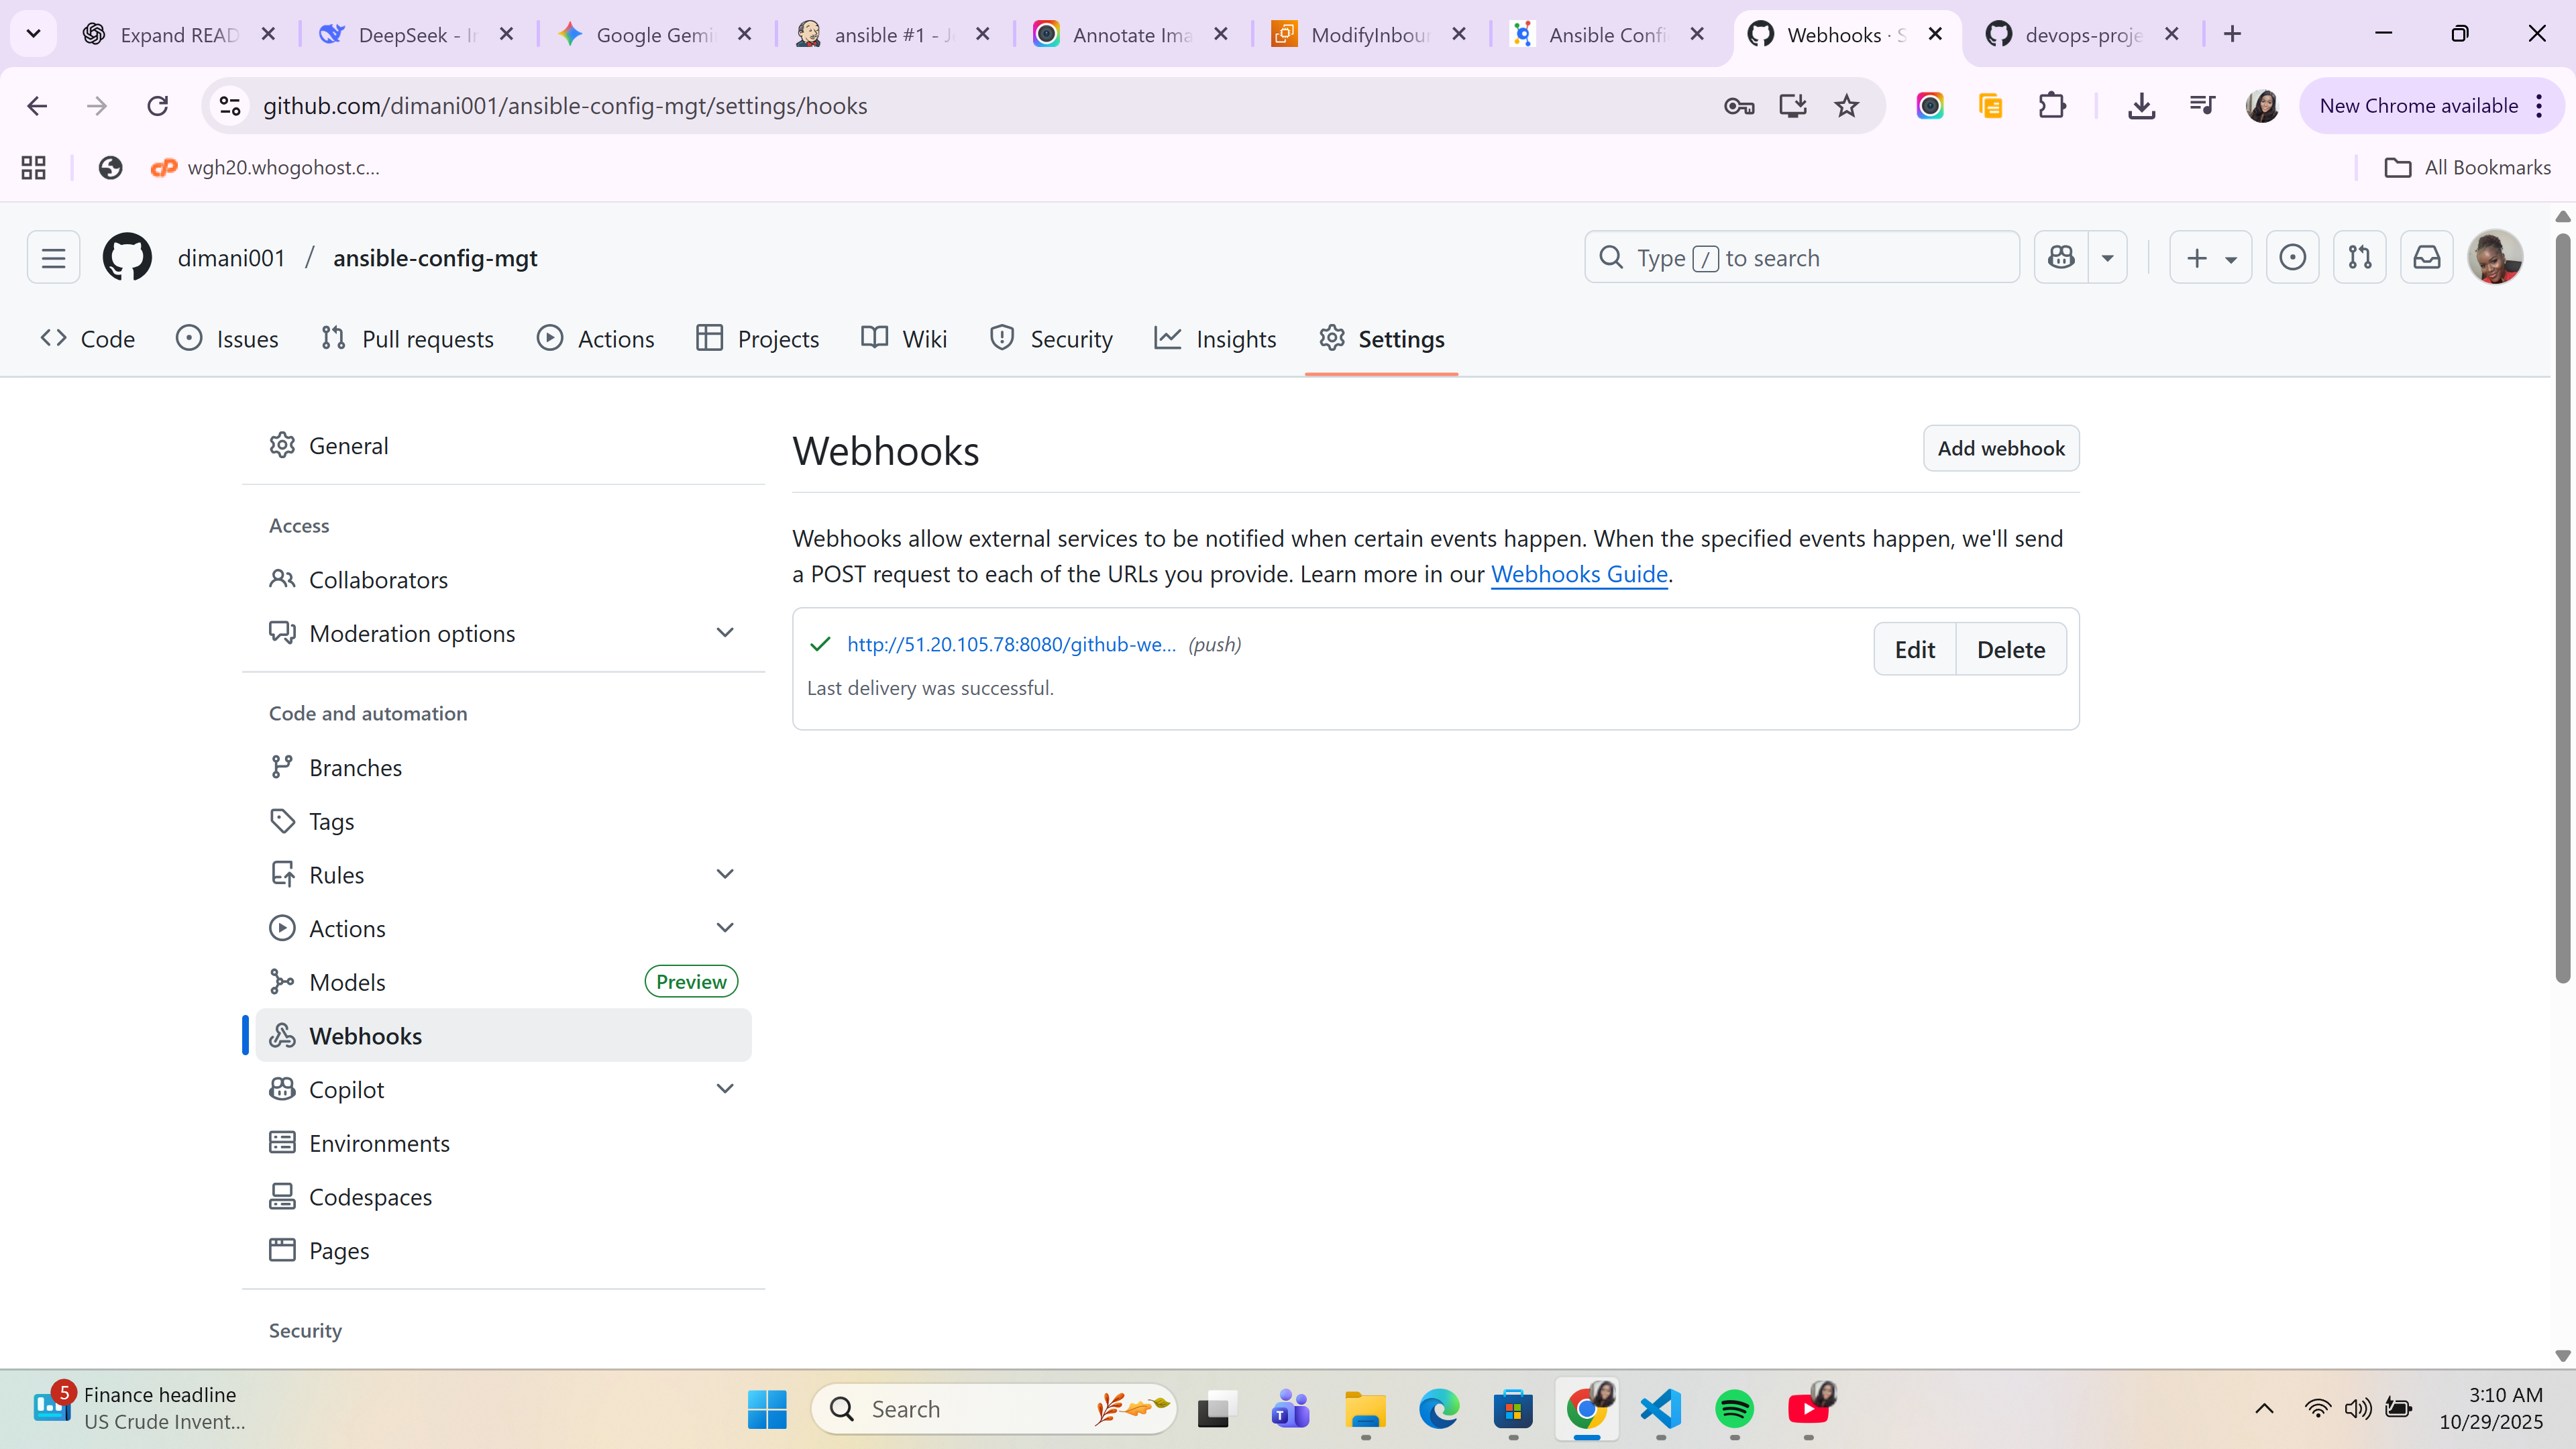 Expand READ
DeepSeek - In
Google Gemi
ansible #1 - Je
Annotate Ima
ModifyInboun
Ansible Confi
Webhooks · S
devops-proje
github.com/dimani001/ansible-config-mgt/settings/hooks
New Chrome available
wgh20.whogohost.c...
All Bookmarks
dimani001 / ansible-config-mgt
Type / to search
Code
Issues
Pull requests
Actions
Projects
Wiki
Security
Insights
Settings
General
Access
Collaborators
Moderation options
Code and automation
Branches
Tags
Rules
Actions
Models
Preview
Webhooks
Copilot
Environments
Codespaces
Pages
Security
Webhooks
Add webhook
Webhooks allow external services to be notified when certain events happen. When the specified events happen, we'll send
a POST request to each of the URLs you provide. Learn more in our Webhooks Guide.
http://51.20.105.78:8080/github-we... (push)
Edit
Delete
Last delivery was successful.
5
Finance headline
US Crude Invent...
Search
3:10 AM
10/29/2025